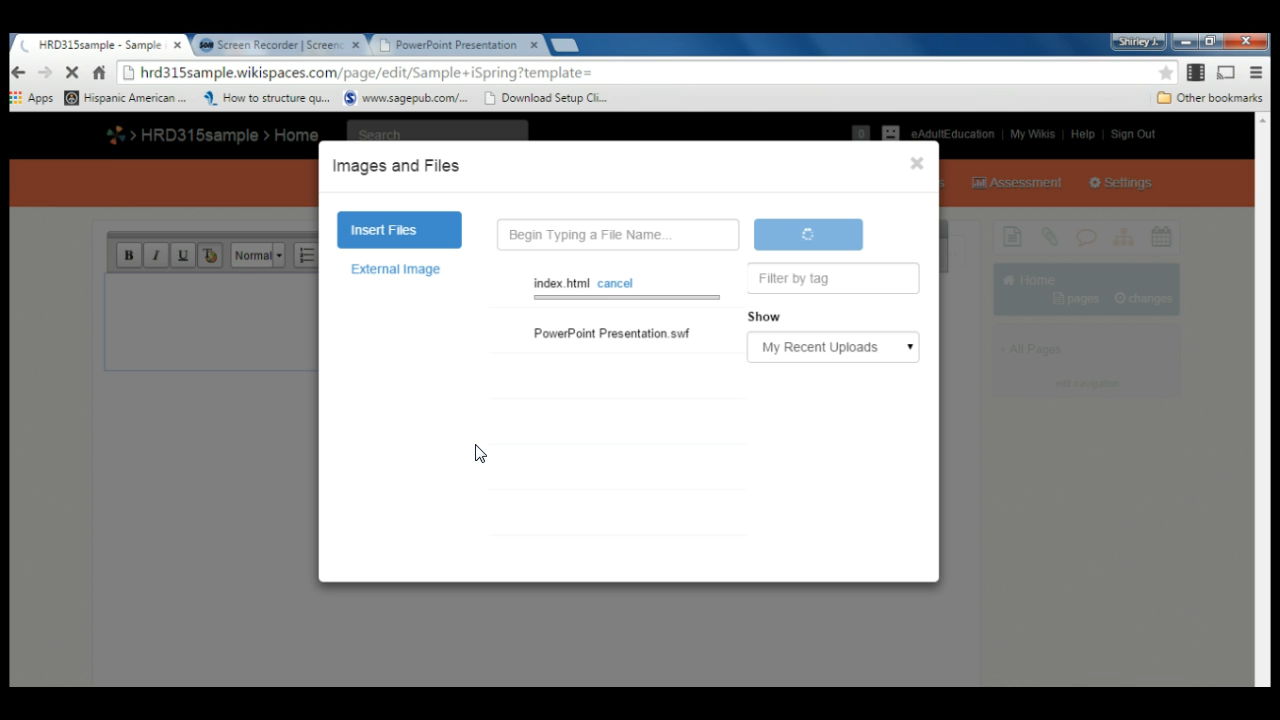 HRD315sample - Sample
Screen Recorder | Screenc
PowerPoint Presentation
Shirley J.
hrd315sample.wikispaces.com/page/edit/Sample+iSpring?template=
Apps
Hispanic American ...
How to structure qu...
www.sagepub.com/...
Download Setup Cli...
Other bookmarks
> HRD315sample > Home
Search
0
eAdultEducation | My Wikis | Help | Sign Out
Images and Files
s
Assessment
Settings
Insert Files
Begin Typing a File Name...
B I U
Normal
External Image
index.html cancel
Filter by tag
Home
pages
changes
Show
PowerPoint Presentation.swf
My Recent Uploads
All Pages
add navigation